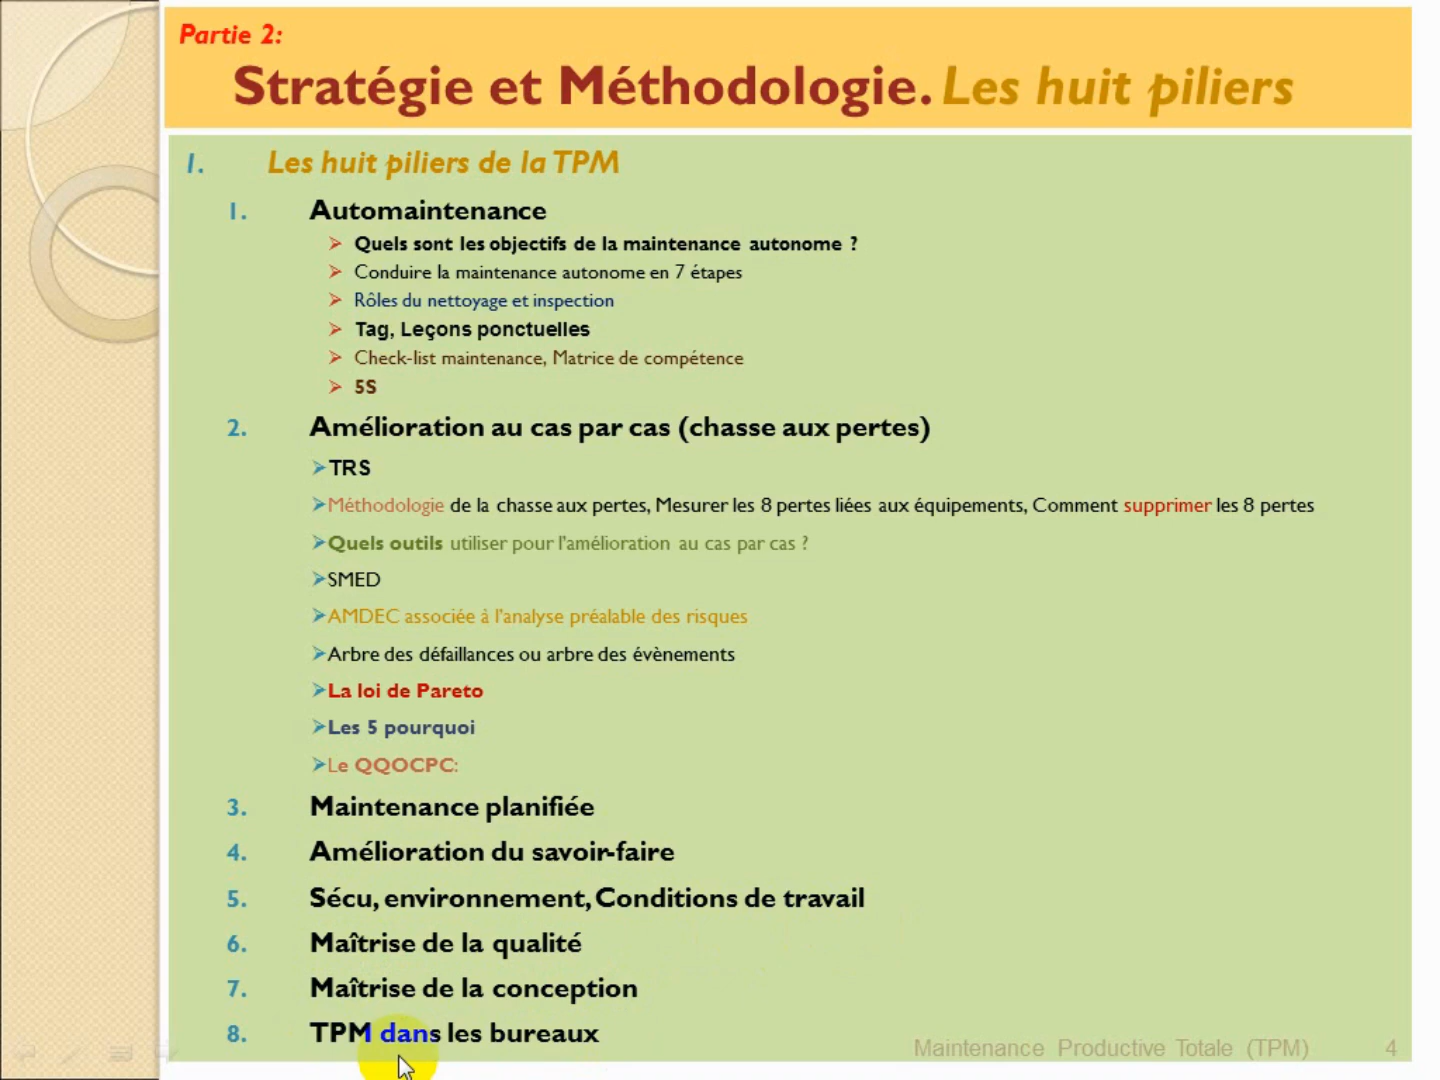 Partie 2:
Stratégie et Méthodologie. Les huit piliers
I. Les huit piliers de la TPM
1. Automaintenance
Quels sont les objectifs de la maintenance autonome ?
Conduire la maintenance autonome en 7 étapes
Rôles du nettoyage et inspection
Tag, Leçons ponctuelles
Check-list maintenance, Matrice de compétence
5S
2. Amélioration au cas par cas (chasse aux pertes)
TRS
Méthodologie de la chasse aux pertes, Mesurer les 8 pertes liées aux équipements, Comment supprimer les 8 pertes
Quels outils utiliser pour l'amélioration au cas par cas ?
SMED
AMDEC associée à l'analyse préalable des risques
Arbre des défaillances ou arbre des évènements
La loi de Pareto
Les 5 pourquoi
Le QQOCPC:
3. Maintenance planifiée
4. Amélioration du savoir-faire
5. Sécu, environnement, Conditions de travail
6. Maîtrise de la qualité
7. Maîtrise de la conception
8. TPM dans les bureaux
Maintenance Productive Totale (TPM) 4